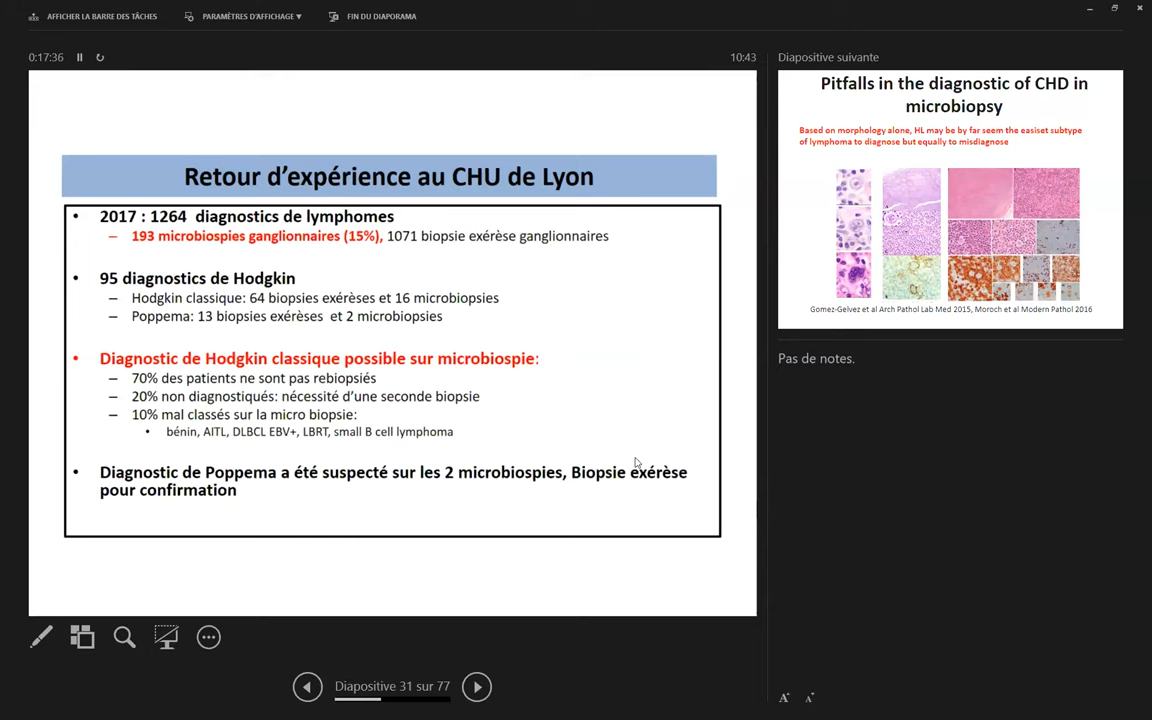 AFFICHER LA BARRE DES TÂCHES
PARAMÈTRES D'AFFICHAGE ▼
FIN DU DIAPORAMA
0:17:36
10:43
Retour d'expérience au CHU de Lyon
• 2017 : 1264 diagnostics de lymphomes
– 193 microbiospies ganglionnaires (15%), 1071 biopsie exérèse ganglionnaires
• 95 diagnostics de Hodgkin
– Hodgkin classique: 64 biopsies exérèses et 16 microbiopsies
– Poppema: 13 biopsies exérèses et 2 microbiopsies
• Diagnostic de Hodgkin classique possible sur microbiospie:
– 70% des patients ne sont pas rebiopsiés
– 20% non diagnostiqués: nécessité d'une seconde biopsie
– 10% mal classés sur la micro biopsie:
• bénin, AITL, DLBCL EBV+, LBRT, small B cell lymphoma
• Diagnostic de Poppema a été suspecté sur les 2 microbiospies, Biopsie exérèse
pour confirmation
Diapositive 31 sur 77
Diapositive suivante
Pitfalls in the diagnostic of CHD in
microbiopsy
Based on morphology alone, HL may be by far seem the easiset subtype
of lymphoma to diagnose but equally to misdiagnose
Gomez-Gelvez et al Arch Pathol Lab Med 2015, Moroch et al Modern Pathol 2016
Pas de notes.
A A